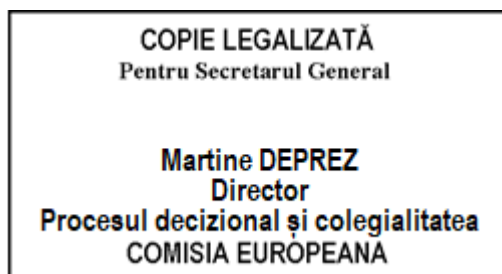 COPIE LEGALIZATĂ
Pentru Secretarul General
Martine DEPREZ
Director
Procesul decizional și colegialitatea
COMISIA EUROPEANA